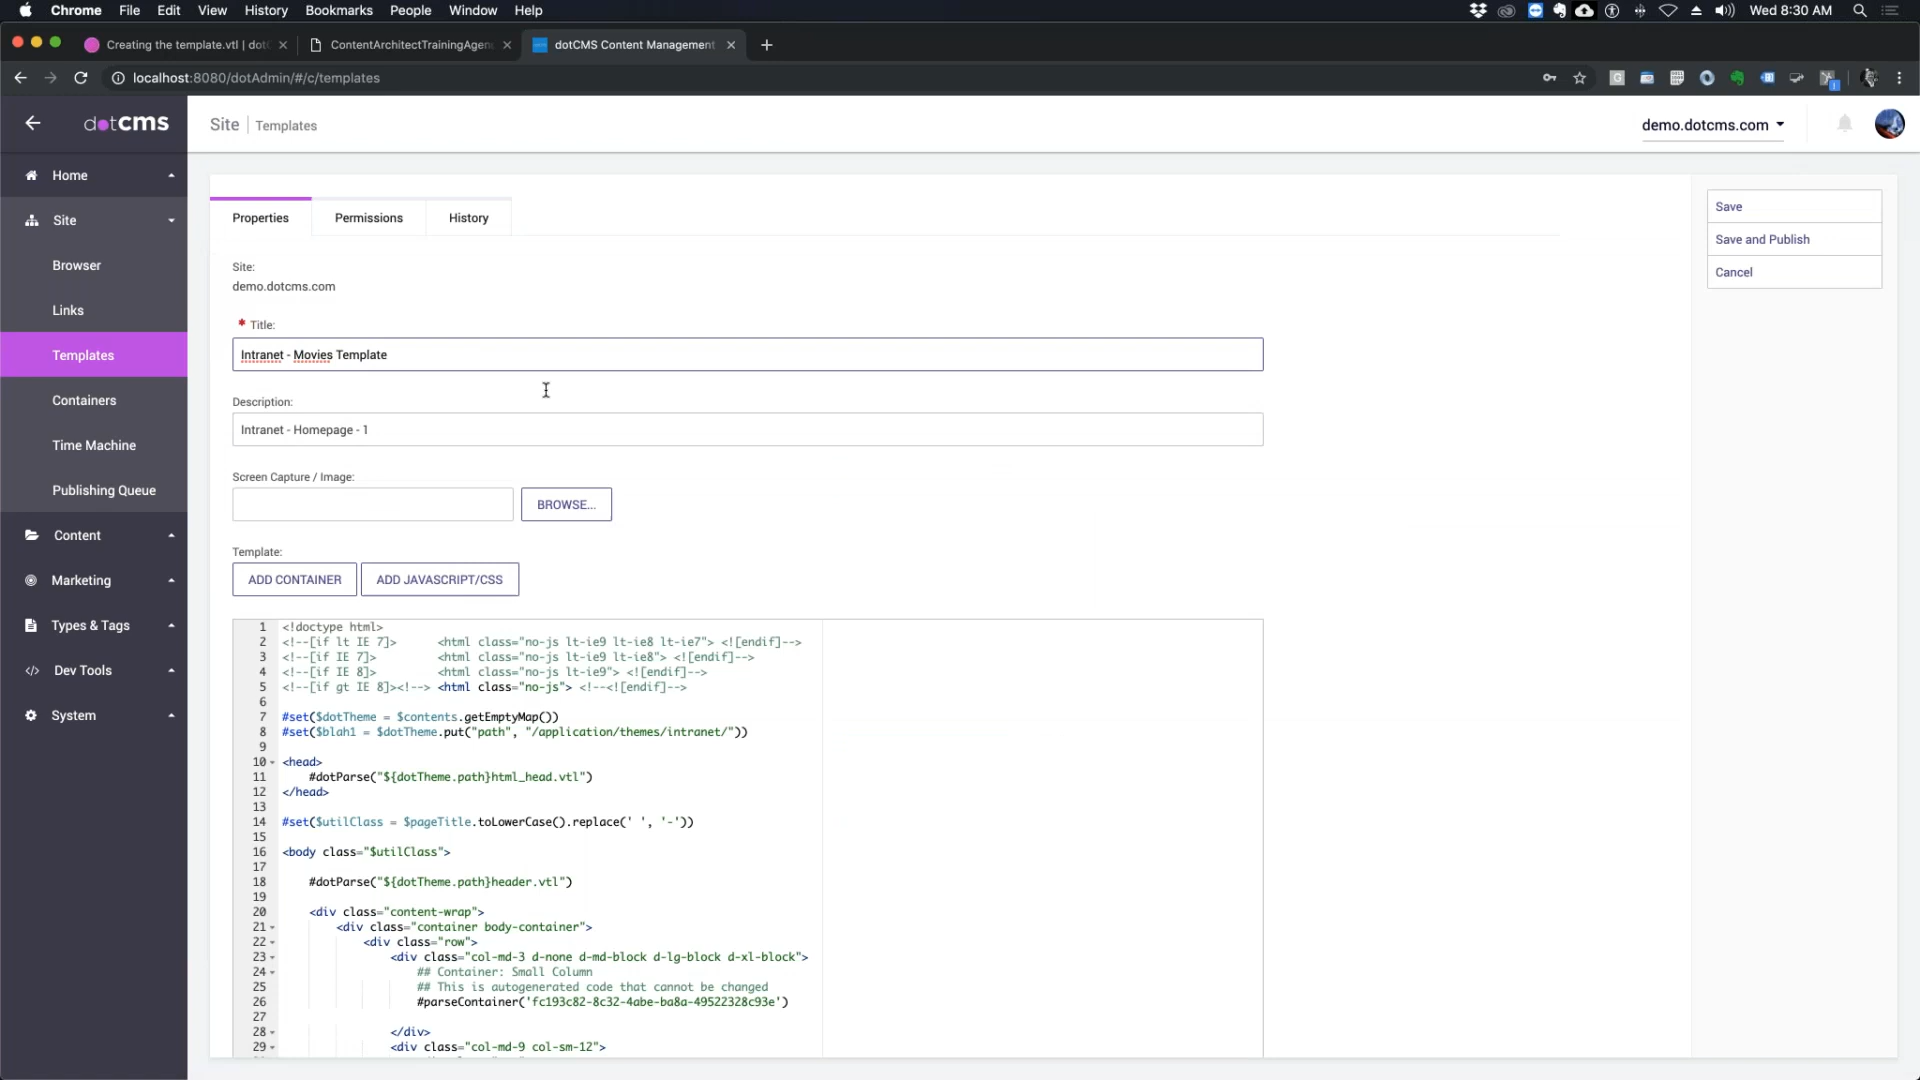 Chrome File Edit View History Bookmarks People Window Help Wed 8:30 AM
Creating the template.vtl | dot
ContentArchitectTrainingAgen
dotCMS Content Management
localhost:8080/dotAdmin/#/c/templates
dotCMS
Site | Templates
demo.dotcms.com
Home
Site
Browser
Links
Templates
Containers
Time Machine
Publishing Queue
Content
Marketing
Types & Tags
Dev Tools
System
Properties Permissions History
Site:
demo.dotcms.com
* Title:
Intranet - Movies Template
Description:
Intranet - Homepage - 1
Screen Capture / Image:
BROWSE...
Template:
ADD CONTAINER ADD JAVASCRIPT/CSS
1 <!doctype html>
2 <!--[if lt IE 7]> <html class="no-js lt-ie9 lt-ie8 lt-ie7"> <![endif]-->
3 <!--[if IE 7]> <html class="no-js lt-ie9 lt-ie8"> <![endif]-->
4 <!--[if IE 8]> <html class="no-js lt-ie9"> <![endif]-->
5 <!--[if gt IE 8]><!--> <html class="no-js"> <!--<![endif]-->
6
7 #set($dotTheme = $contents.getEmptyMap())
8 #set($blah1 = $dotTheme.put("path", "/application/themes/intranet/"))
9
10 <head>
11 #dotParse("${dotTheme.path}html_head.vtl")
12 </head>
13
14 #set($utilClass = $pageTitle.toLowerCase().replace(' ', '-'))
15
16 <body class="$utilClass">
17
18 #dotParse("${dotTheme.path}header.vtl")
19
20 <div class="content-wrap">
21 <div class="container body-container">
22 <div class="row">
23 <div class="col-md-3 d-none d-md-block d-lg-block d-xl-block">
24 ## Container: Small Column
25 ## This is autogenerated code that cannot be changed
26 #parseContainer('fc193c82-8c32-4abe-ba8a-49522328c93e')
27
28 </div>
29 <div class="col-md-9 col-sm-12">
Save
Save and Publish
Cancel